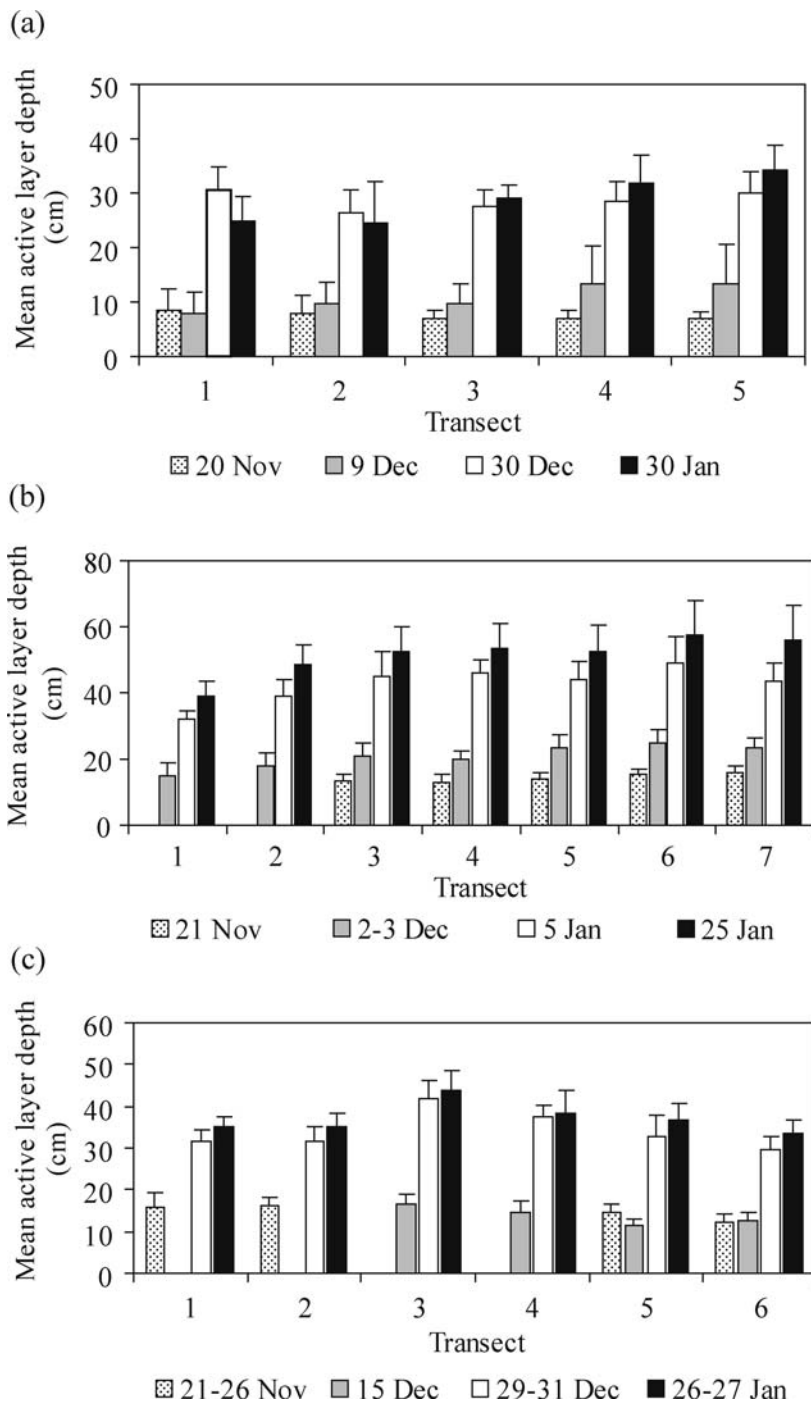 (a)
Mean active layer depth
(cm)
50
40
30
20
10
0
1 2 3 4 5
Transect
20 Nov 9 Dec 30 Dec 30 Jan
(b)
Mean active layer depth
(cm)
80
60
40
20
0
1 2 3 4 5 6 7
Transect
21 Nov 2-3 Dec 5 Jan 25 Jan
(c)
Mean active layer depth
(cm)
60
50
40
30
20
10
0
1 2 3 4 5 6
Transect
21-26 Nov 15 Dec 29-31 Dec 26-27 Jan